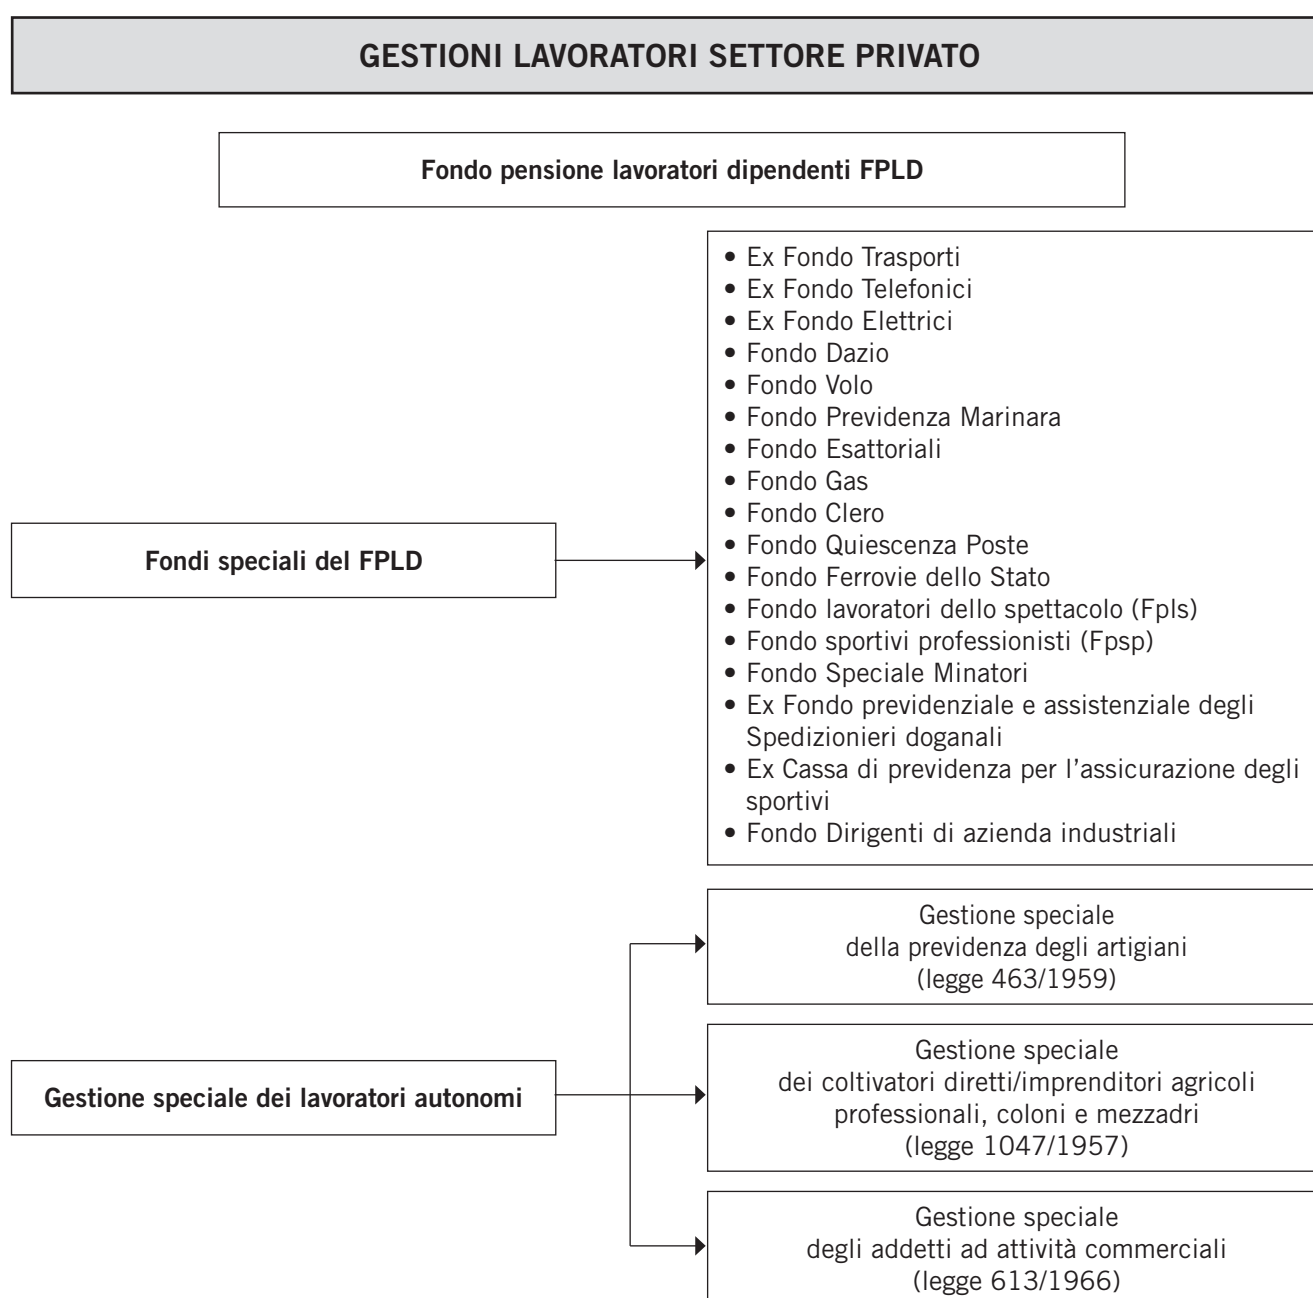 GESTIONI LAVORATORI SETTORE PRIVATO
Fondo pensione lavoratori dipendenti FPLD
Fondi speciali del FPLD
• Ex Fondo Trasporti
• Ex Fondo Telefonici
• Ex Fondo Elettrici
• Fondo Dazio
• Fondo Volo
• Fondo Previdenza Marinara
• Fondo Esattoriali
• Fondo Gas
• Fondo Clero
• Fondo Quiescenza Poste
• Fondo Ferrovie dello Stato
• Fondo lavoratori dello spettacolo (Fpls)
• Fondo sportivi professionisti (Fpsp)
• Fondo Speciale Minatori
• Ex Fondo previdenziale e assistenziale degli
Spedizionieri doganali
• Ex Cassa di previdenza per l'assicurazione degli
sportivi
• Fondo Dirigenti di azienda industriali
Gestione speciale dei lavoratori autonomi
Gestione speciale
della previdenza degli artigiani
(legge 463/1959)
Gestione speciale
dei coltivatori diretti/imprenditori agricoli
professionali, coloni e mezzadri
(legge 1047/1957)
Gestione speciale
degli addetti ad attività commerciali
(legge 613/1966)